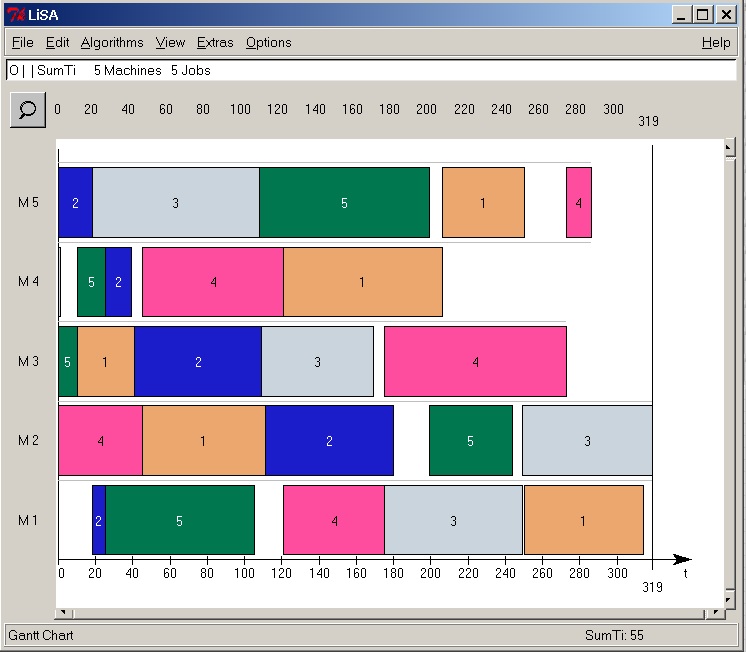 LiSA
File Edit Algorithms View Extras Options Help
O | | SumTi 5 Machines 5 Jobs
0 20 40 60 80 100 120 140 160 180 200 220 240 260 280 300
319
M 5 2 3 5 1 4
M 4 5 2 4 1
M 3 5 1 2 3 4
M 2 4 1 2 5 3
M 1 2 5 4 3 1
0 20 40 60 80 100 120 140 160 180 200 220 240 260 280 300 t
319
Gantt Chart SumTi: 55